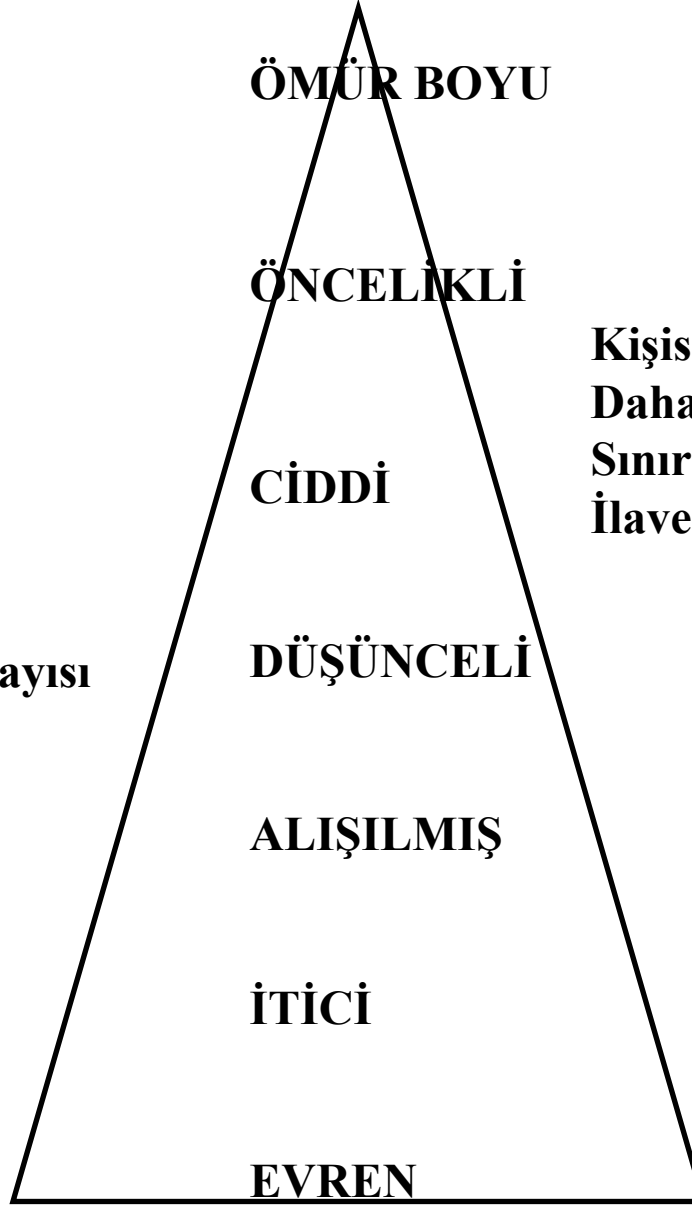 ÖMÜR BOYU
ÖNCELİKLİ
CİDDİ
DÜŞÜNCELİ
ALIŞILMIŞ
İTİCİ
EVREN
ayısı
Kişis
Daha
Sınır
İlave